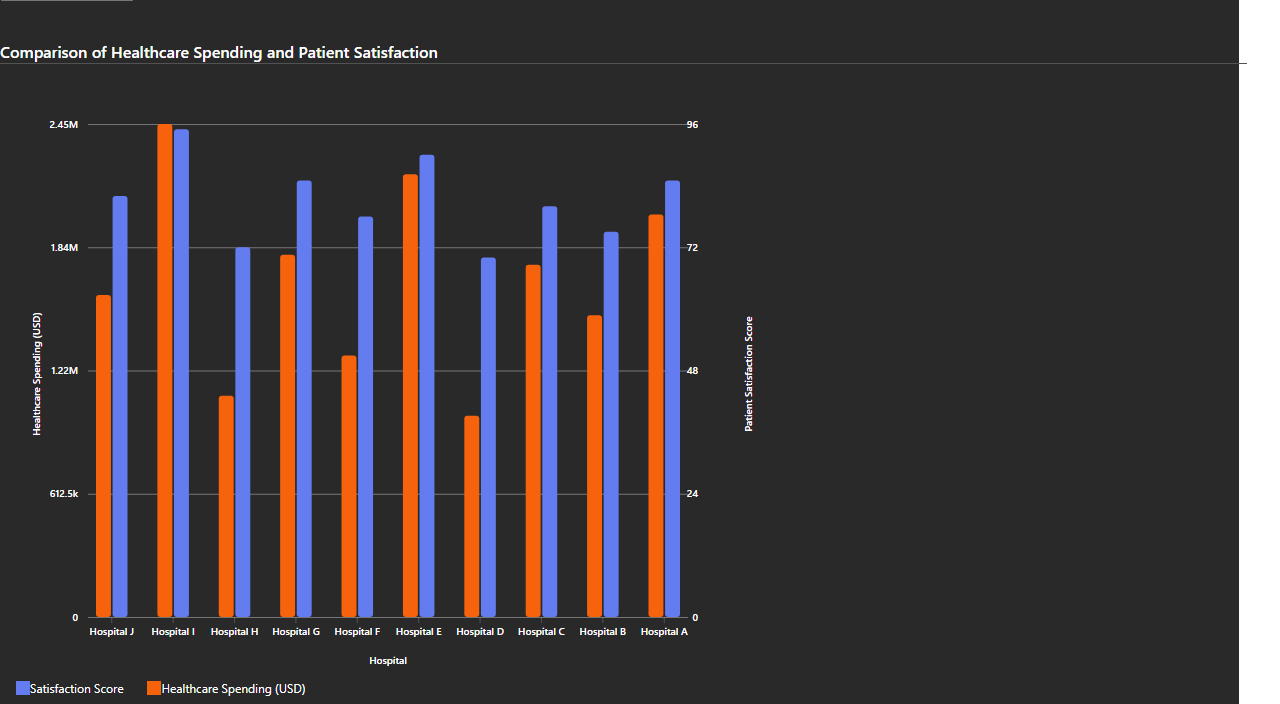 Comparison of Healthcare Spending and Patient Satisfaction
2.45M
1.84M
1.22M
612.5k
0
Healthcare Spending (USD)
96
72
48
24
0
Patient Satisfaction Score
Hospital J Hospital I Hospital H Hospital G Hospital F Hospital E Hospital D Hospital C Hospital B Hospital A
Hospital
Satisfaction Score Healthcare Spending (USD)